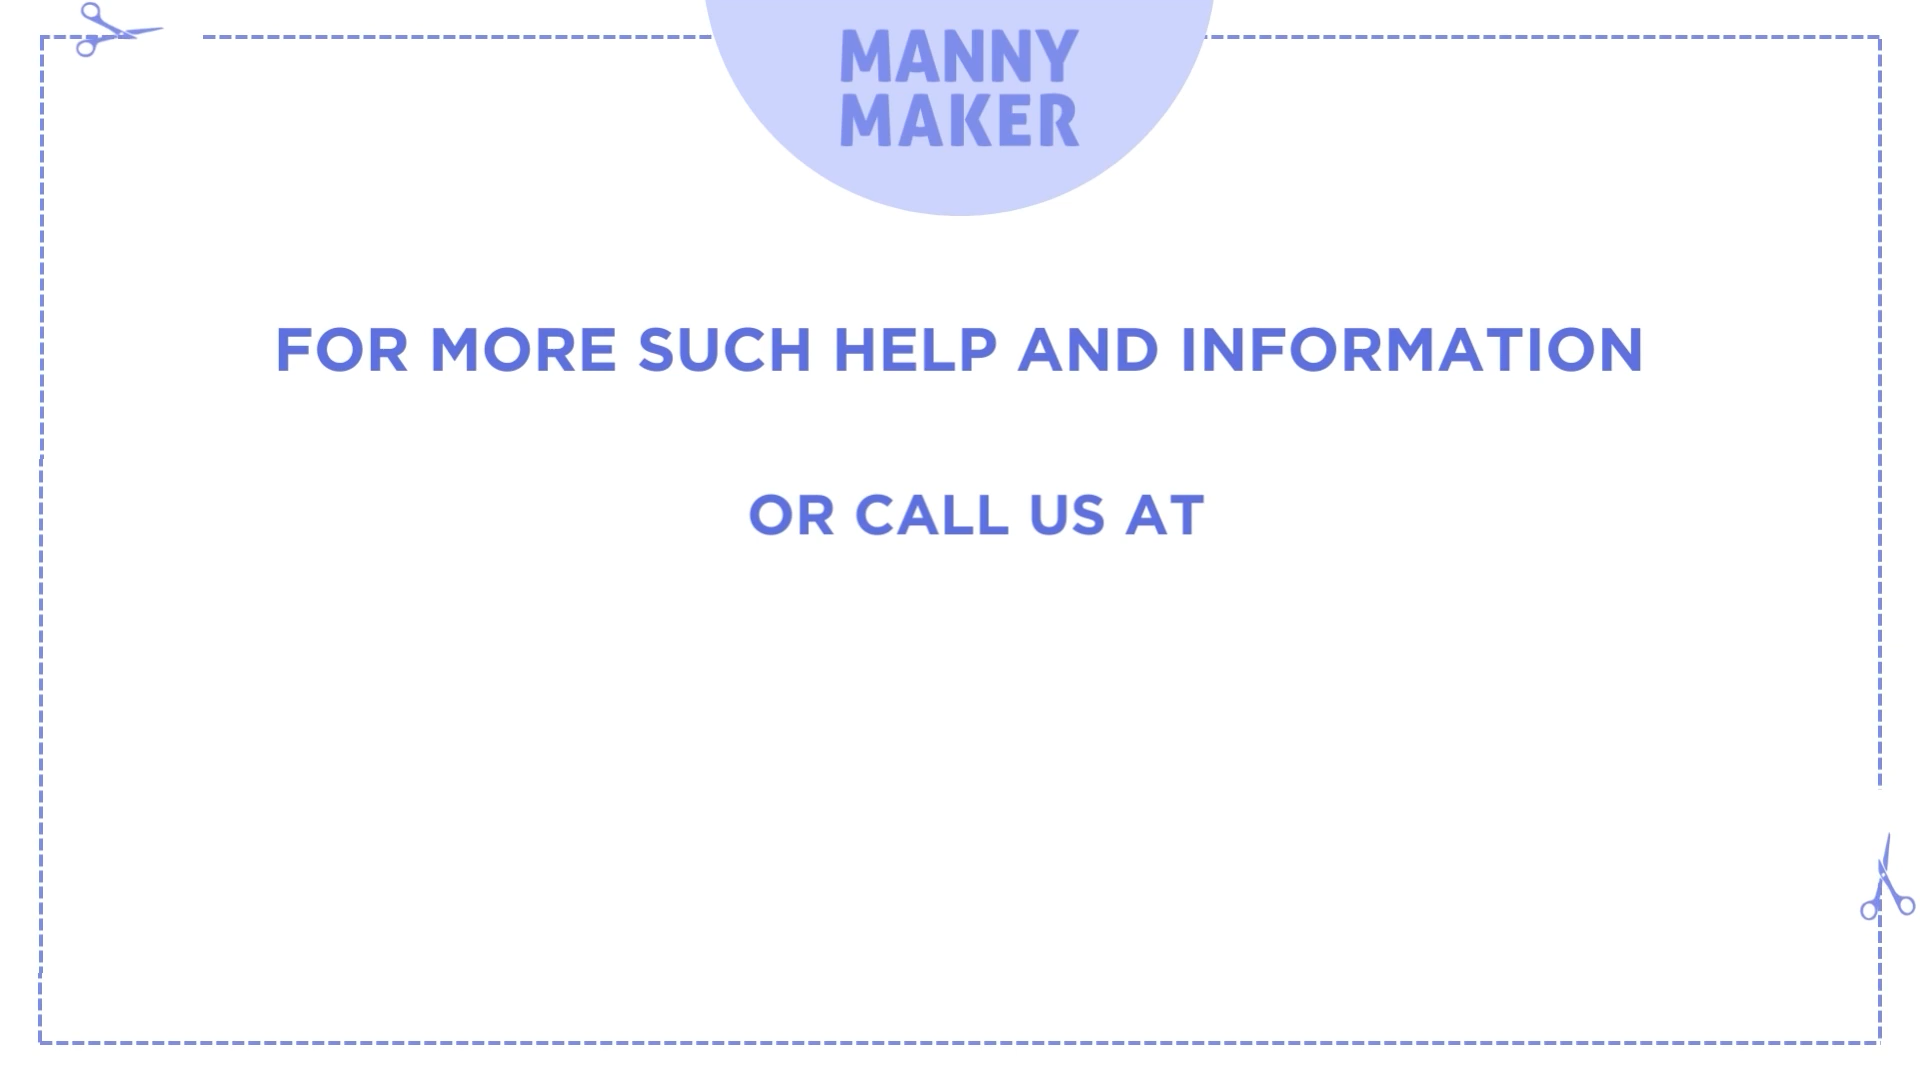 MANNY
MAKER
FOR MORE SUCH HELP AND INFORMATION
OR CALL US AT